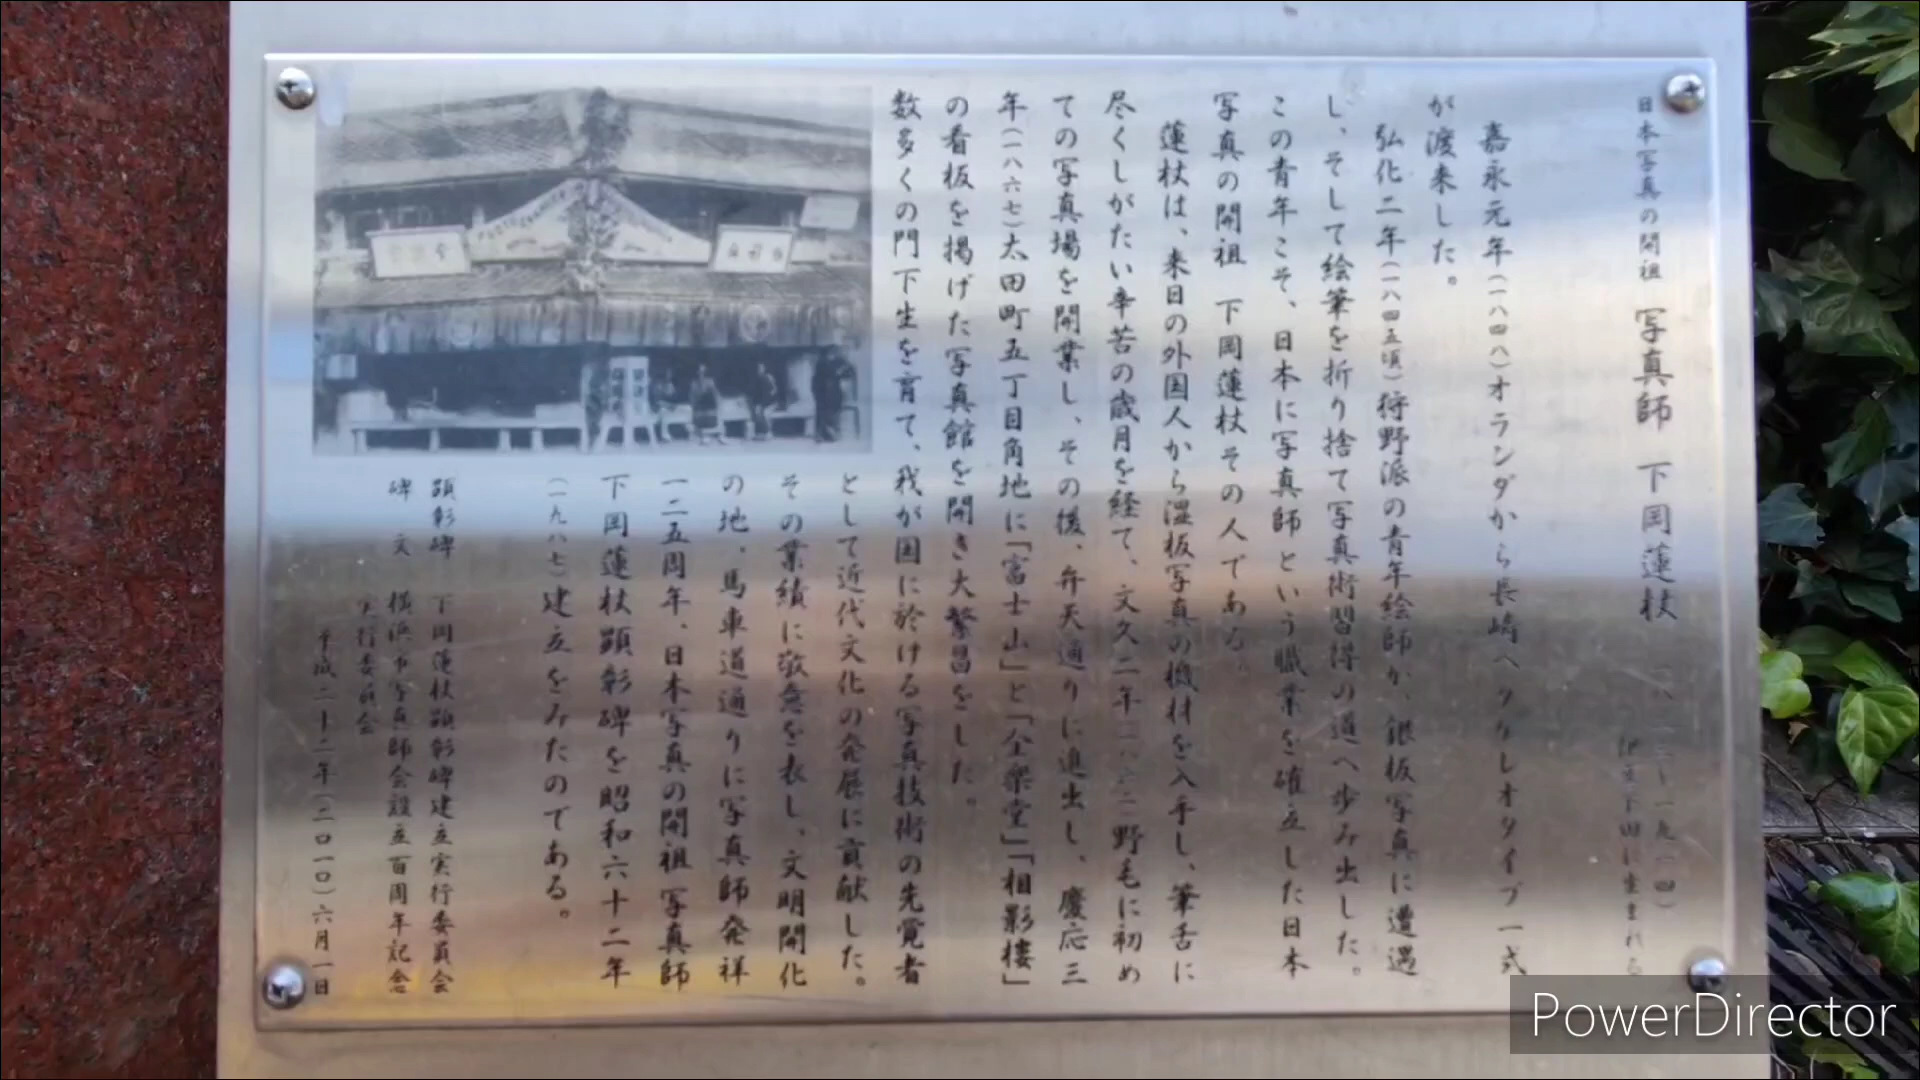 日本写真の開祖 写真師 下岡蓮杖
伊豆下田に生まれる
嘉永元年(一八四八)オランダから長崎へダゲレオタイプ一式
が渡来した。
弘化二年(一八四五頃)狩野派の青年絵師が、銀板写真に遭遇
し、そして絵筆を折り捨て写真術習得の道へ歩み出した。
この青年こそ、日本に写真師という職業を確立した日本
写真の開祖 下岡蓮杖その人である。
蓮杖は、来日の外国人から湿板写真の機材を入手し、筆舌に
尽くしがたい辛苦の歳月を経て、文久二年 野毛に初め
ての写真場を開業し、その後、弁天通りに進出し、慶応三
年(一八六七)太田町五丁目角地に「富士山」と「全楽堂」「相影楼」
の看板を掲げた写真館を開き大繁昌をした。
数多くの門下生を育て、我が国に於ける写真技術の先覚者
として近代文化の発展に貢献した。
その業績に敬意を表し、文明開化
の地、馬車道通りに写真師発祥
一二五周年、日本写真の開祖写真師
下岡蓮杖顕彰碑を昭和六十二年
(一九八七)建立をみたのである。
顕彰碑 下岡蓮杖顕彰碑建立実行委員会
碑文 横浜市写真師会設立百周年記念
実行委員会
平成二十二年(二〇一〇)六月一日
PowerDirector